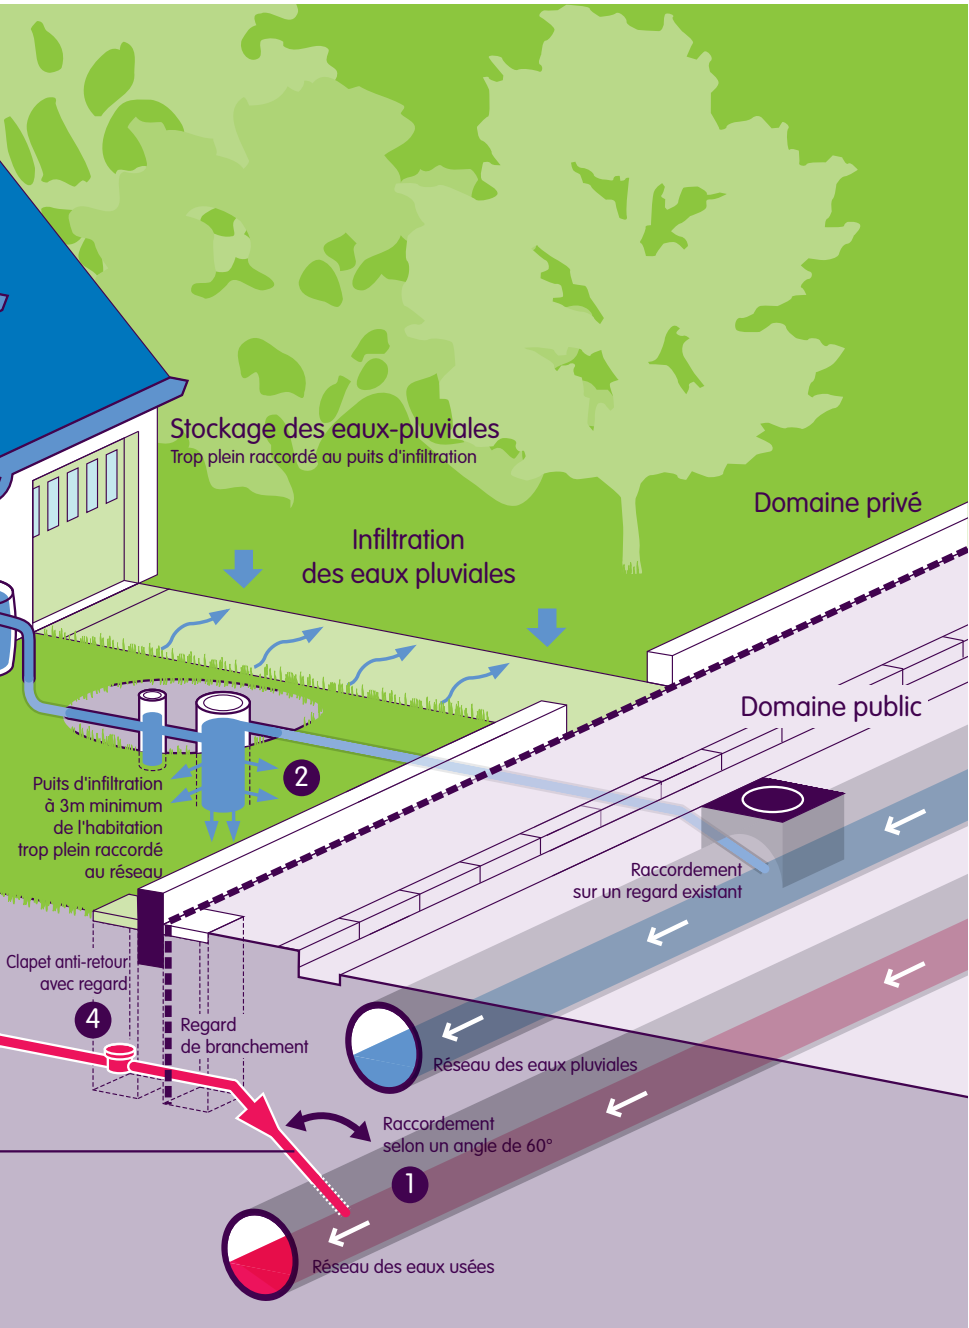 Stockage des eaux-pluviales
Trop plein raccordé au puits d'infiltration
Domaine privé
Infiltration
des eaux pluviales
Domaine public
Puits d'infiltration
à 3m minimum
de l'habitation
trop plein raccordé
au réseau
2
Raccordement
sur un regard existant
Clapet anti-retour
avec regard
4
Regard
de branchement
Réseau des eaux pluviales
Raccordement
selon un angle de 60°
1
Réseau des eaux usées